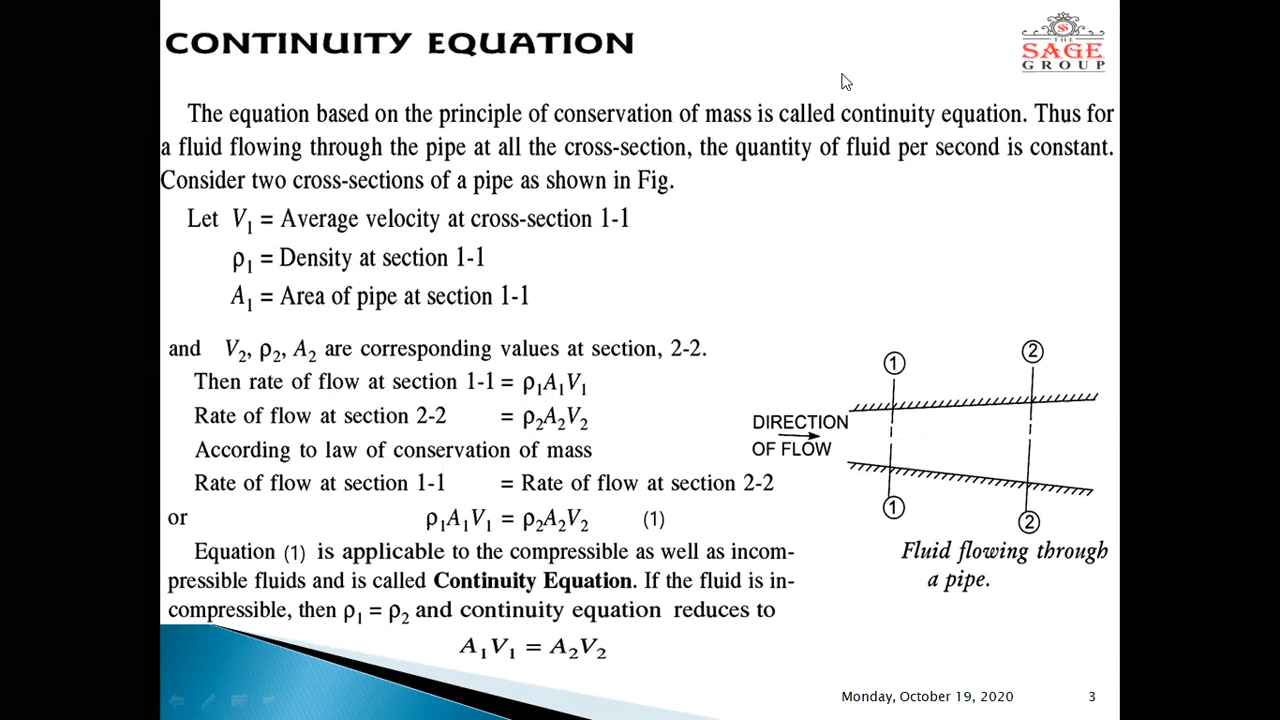 CONTINUITY EQUATION
THE
SAGE
GROUP
The equation based on the principle of conservation of mass is called continuity equation. Thus for
a fluid flowing through the pipe at all the cross-section, the quantity of fluid per second is constant.
Consider two cross-sections of a pipe as shown in Fig.
Let V₁ = Average velocity at cross-section 1-1
ρ₁ = Density at section 1-1
A₁ = Area of pipe at section 1-1
and V₂, ρ₂, A₂ are corresponding values at section, 2-2.
Then rate of flow at section 1-1 = ρ₁A₁V₁
Rate of flow at section 2-2 = ρ₂A₂V₂
According to law of conservation of mass
Rate of flow at section 1-1 = Rate of flow at section 2-2
or ρ₁A₁V₁ = ρ₂A₂V₂ (1)
Equation (1) is applicable to the compressible as well as incom-
pressible fluids and is called Continuity Equation. If the fluid is in-
compressible, then ρ₁ = ρ₂ and continuity equation reduces to
A₁V₁ = A₂V₂
① ②
DIRECTION
OF FLOW
① ②
Fluid flowing through
a pipe.
Monday, October 19, 2020 3